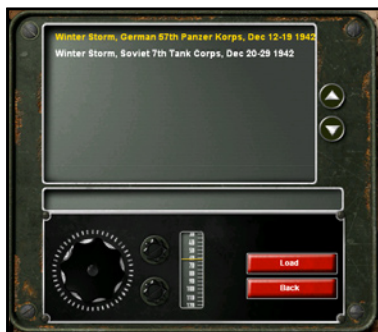 Winter Storm, German 57th Panzer Korps, Dec 12-19 1942
Winter Storm, Soviet 7th Tank Corps, Dec 20-29 1942
Load
Back